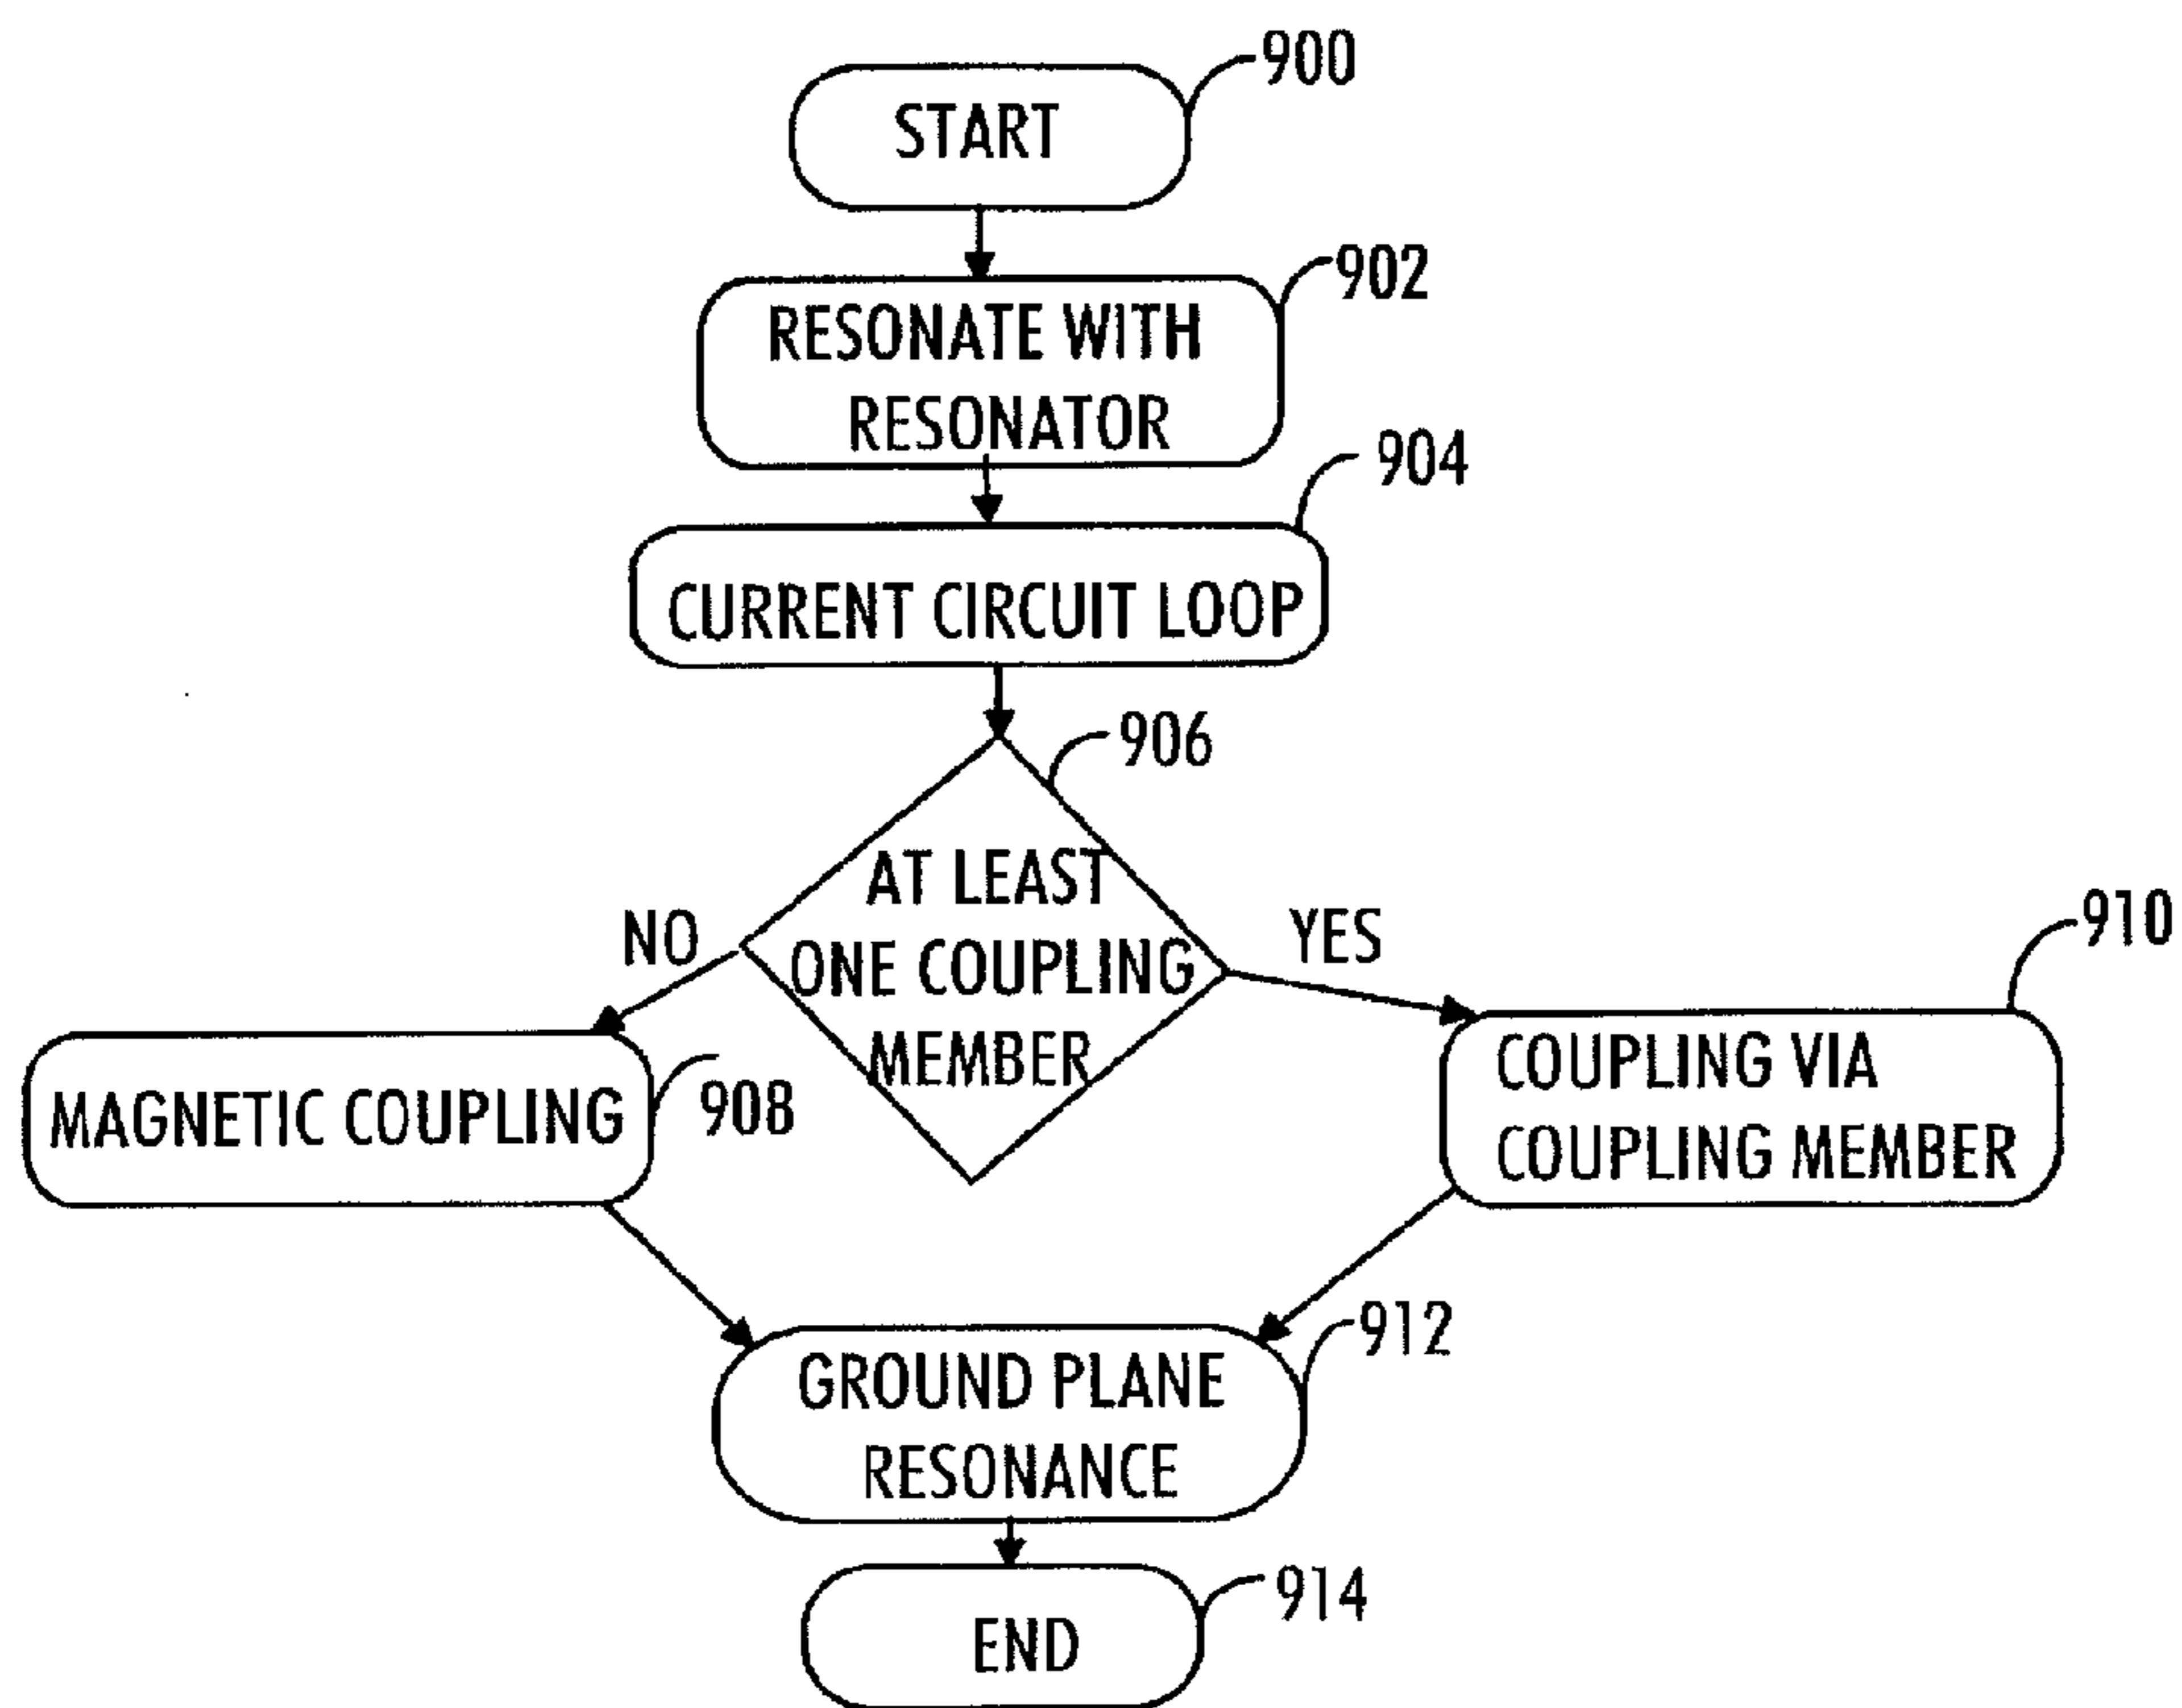 START
900
RESONATE WITH
RESONATOR
902
904
CURRENT CIRCUIT LOOP
906
AT LEAST
ONE COUPLING
MEMBER
NO
YES
MAGNETIC COUPLING
908
910
COUPLING VIA
COUPLING MEMBER
GROUND PLANE
RESONANCE
912
END
914